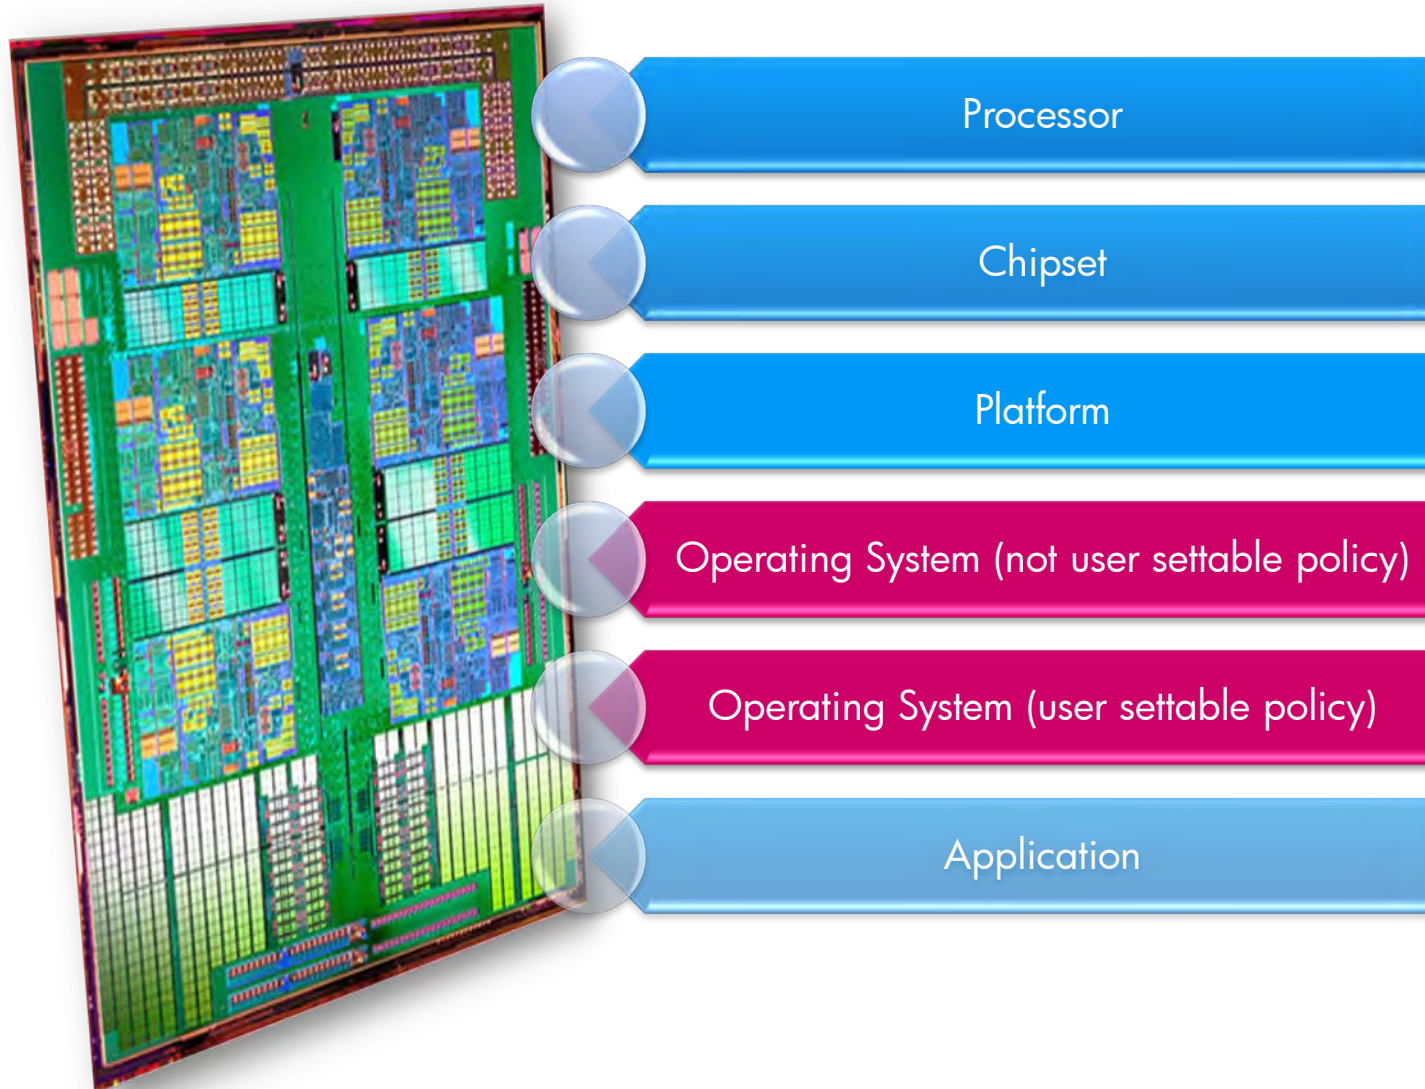 Processor
Chipset
Platform
Operating System (not user settable policy)
Operating System (user settable policy)
Application